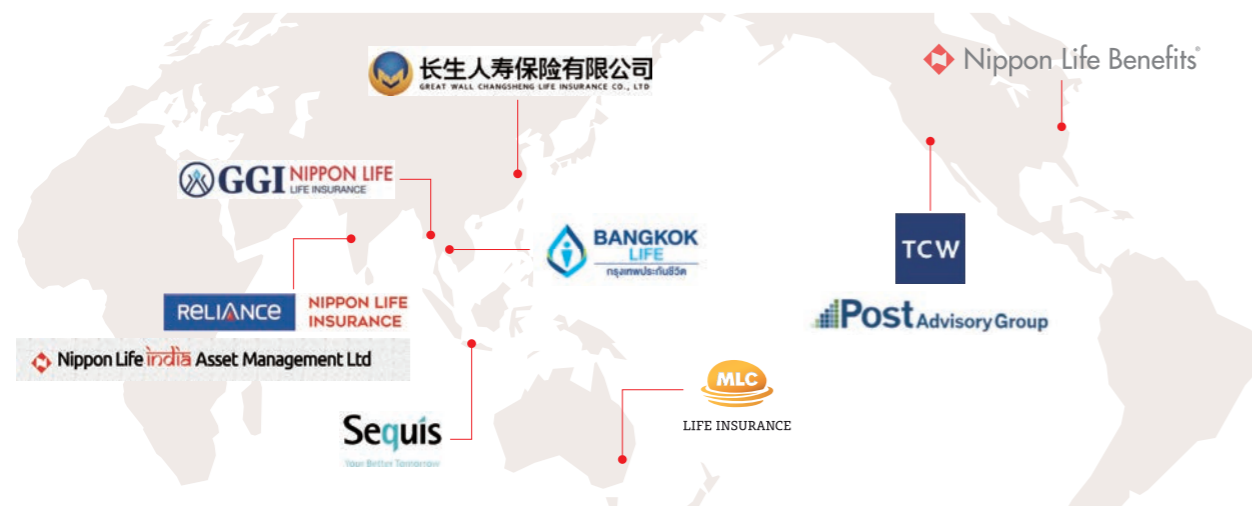 长生人寿保险有限公司
GREAT WALL CHANGSHENG LIFE INSURANCE CO., LTD
Nippon Life Benefits®
GGI NIPPON LIFE
LIFE INSURANCE
BANGKOK
LIFE
กรุงเทพประกันชีวิต
TCW
RELIANCE NIPPON LIFE
INSURANCE
Post Advisory Group
Nippon Life india Asset Management Ltd
MLC
LIFE INSURANCE
Sequis
Your Better Tomorrow